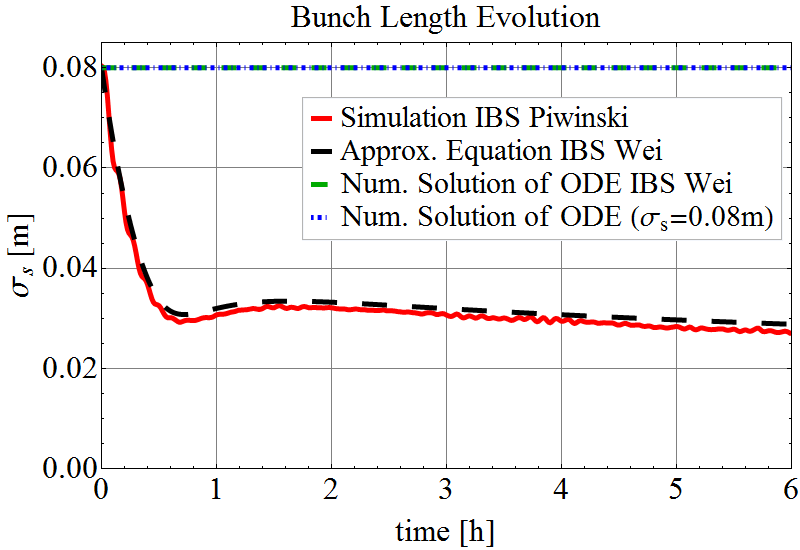 Bunch Length Evolution
0.08
0.06
0.04
0.02
0.00
σs [m]
Simulation IBS Piwinski
Approx. Equation IBS Wei
Num. Solution of ODE IBS Wei
Num. Solution of ODE (σs=0.08m)
0 1 2 3 4 5 6
time [h]